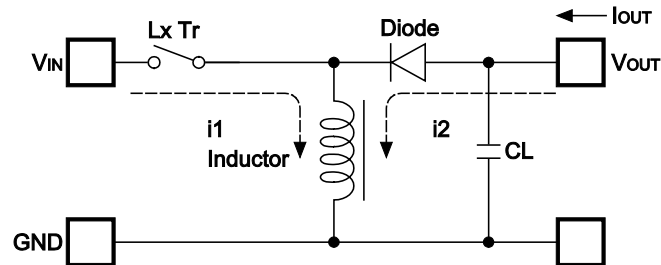 Lx Tr
Diode
IOUT
VIN
VOUT
i1
i2
Inductor
CL
GND